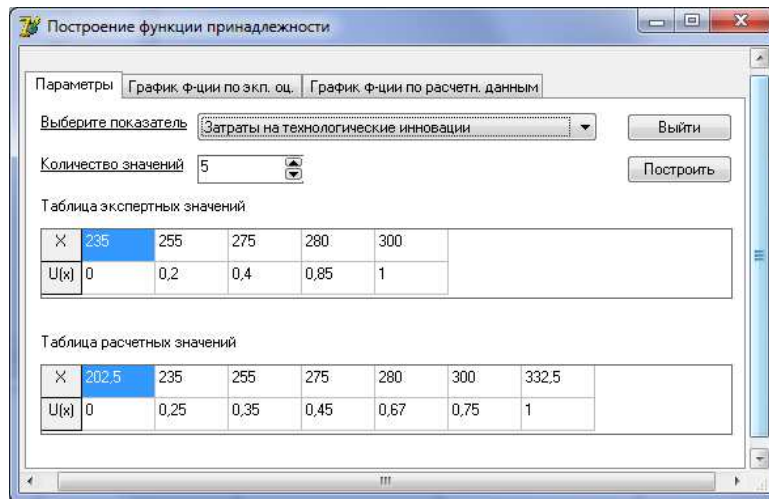 Построение функции принадлежности
Параметры График ф-ции по экп. оц. График ф-ции по расчетн. данным
Выберите показатель Затраты на технологические инновации Выйти
Количество значений 5 Построить
Таблица экспертных значений
X 235 255 275 280 300
U(x) 0 0,2 0,4 0,85 1
Таблица расчетных значений
X 202,5 235 255 275 280 300 332,5
U(x) 0 0,25 0,35 0,45 0,67 0,75 1